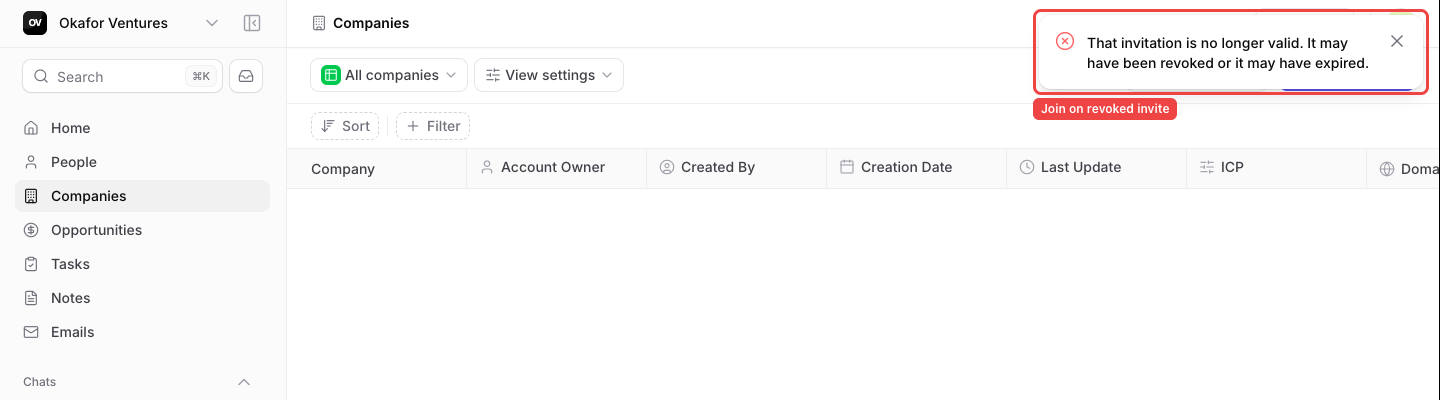 OV
Okafor Ventures
Search
⌘K
Home
People
Companies
Opportunities
Tasks
Notes
Emails
Chats
Companies
All companies
View settings
Sort
Filter
Company
Account Owner
Created By
Creation Date
Last Update
ICP
Doma
That invitation is no longer valid. It may
have been revoked or it may have expired.
Join on revoked invite